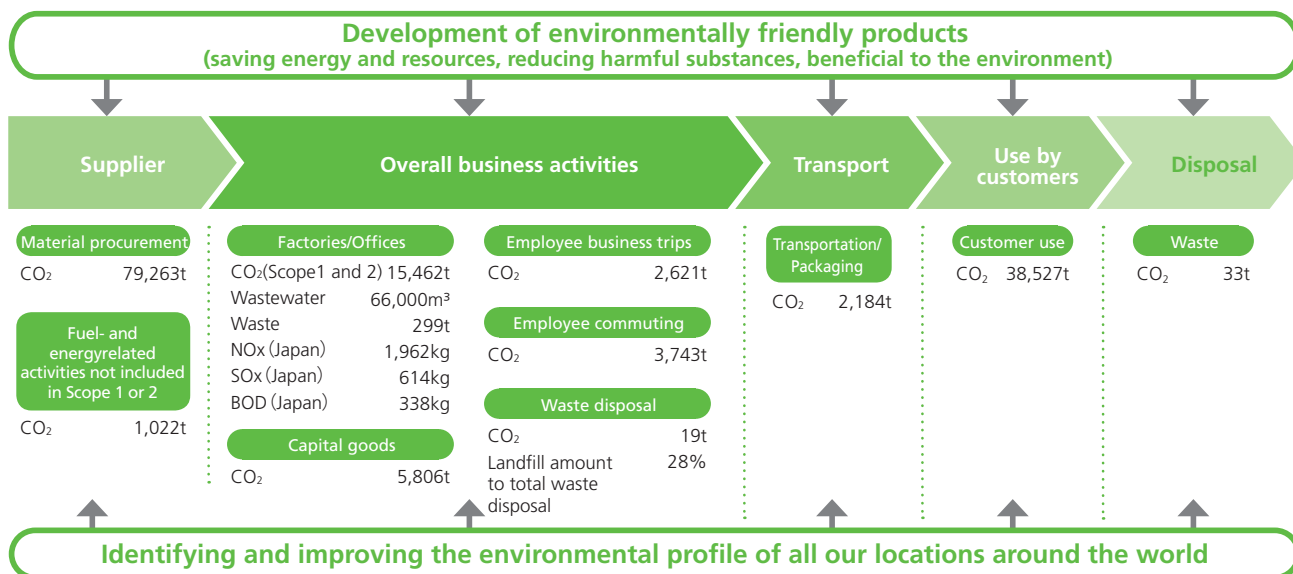 Development of environmentally friendly products
(saving energy and resources, reducing harmful substances, beneficial to the environment)
Supplier
Overall business activities
Transport
Use by
customers
Disposal
Material procurement
CO₂ 79,263t
Fuel- and
energyrelated
activities not included
in Scope 1 or 2
CO₂ 1,022t
Factories/Offices
CO₂(Scope1 and 2) 15,462t
Wastewater 66,000m³
Waste 299t
NOx (Japan) 1,962kg
SOx (Japan) 614kg
BOD (Japan) 338kg
Capital goods
CO₂ 5,806t
Employee business trips
CO₂ 2,621t
Employee commuting
CO₂ 3,743t
Waste disposal
CO₂ 19t
Landfill amount 28%
to total waste
disposal
Transportation/
Packaging
CO₂ 2,184t
Customer use
CO₂ 38,527t
Waste
CO₂ 33t
Identifying and improving the environmental profile of all our locations around the world